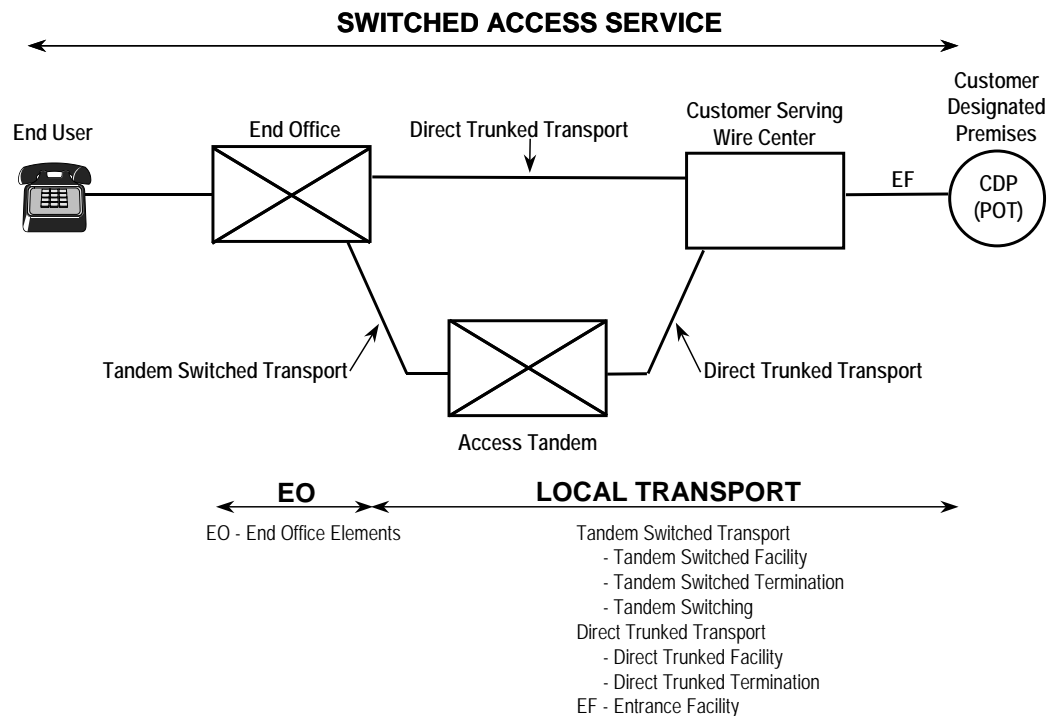 SWITCHED ACCESS SERVICE
End User
End Office
Direct Trunked Transport
Customer Serving
Wire Center
Customer
Designated
Premises
EF
CDP
(POT)
Tandem Switched Transport
Direct Trunked Transport
Access Tandem
EO
LOCAL TRANSPORT
EO - End Office Elements
Tandem Switched Transport
- Tandem Switched Facility
- Tandem Switched Termination
- Tandem Switching
Direct Trunked Transport
- Direct Trunked Facility
- Direct Trunked Termination
EF - Entrance Facility